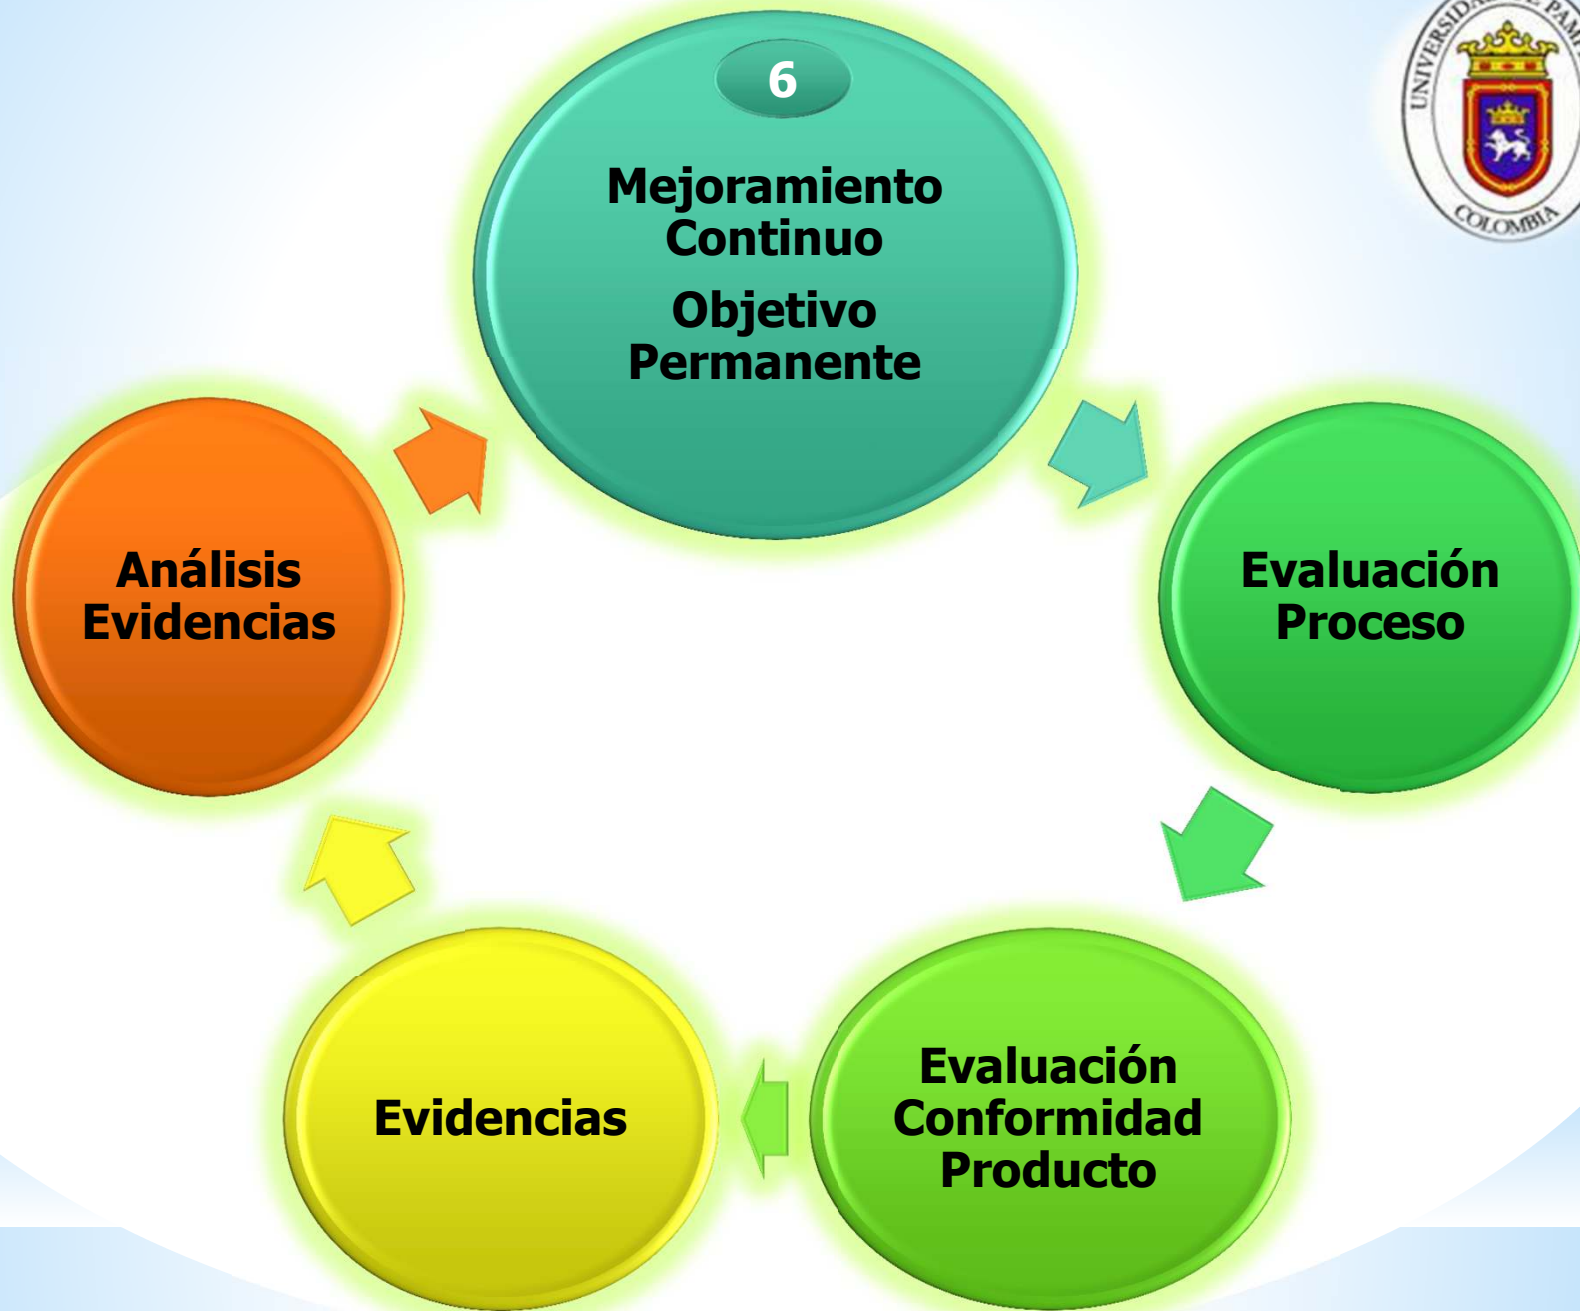 6
Mejoramiento
Continuo
Objetivo
Permanente
Evaluación
Proceso
Evaluación
Conformidad
Producto
Evidencias
Análisis
Evidencias
COLOMBIA